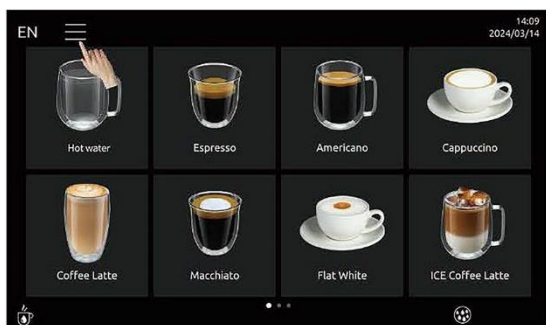 EN
14:09
2024/03/14
Hot water
Espresso
Americano
Cappuccino
Coffee Latte
Macchiato
Flat White
ICE Coffee Latte